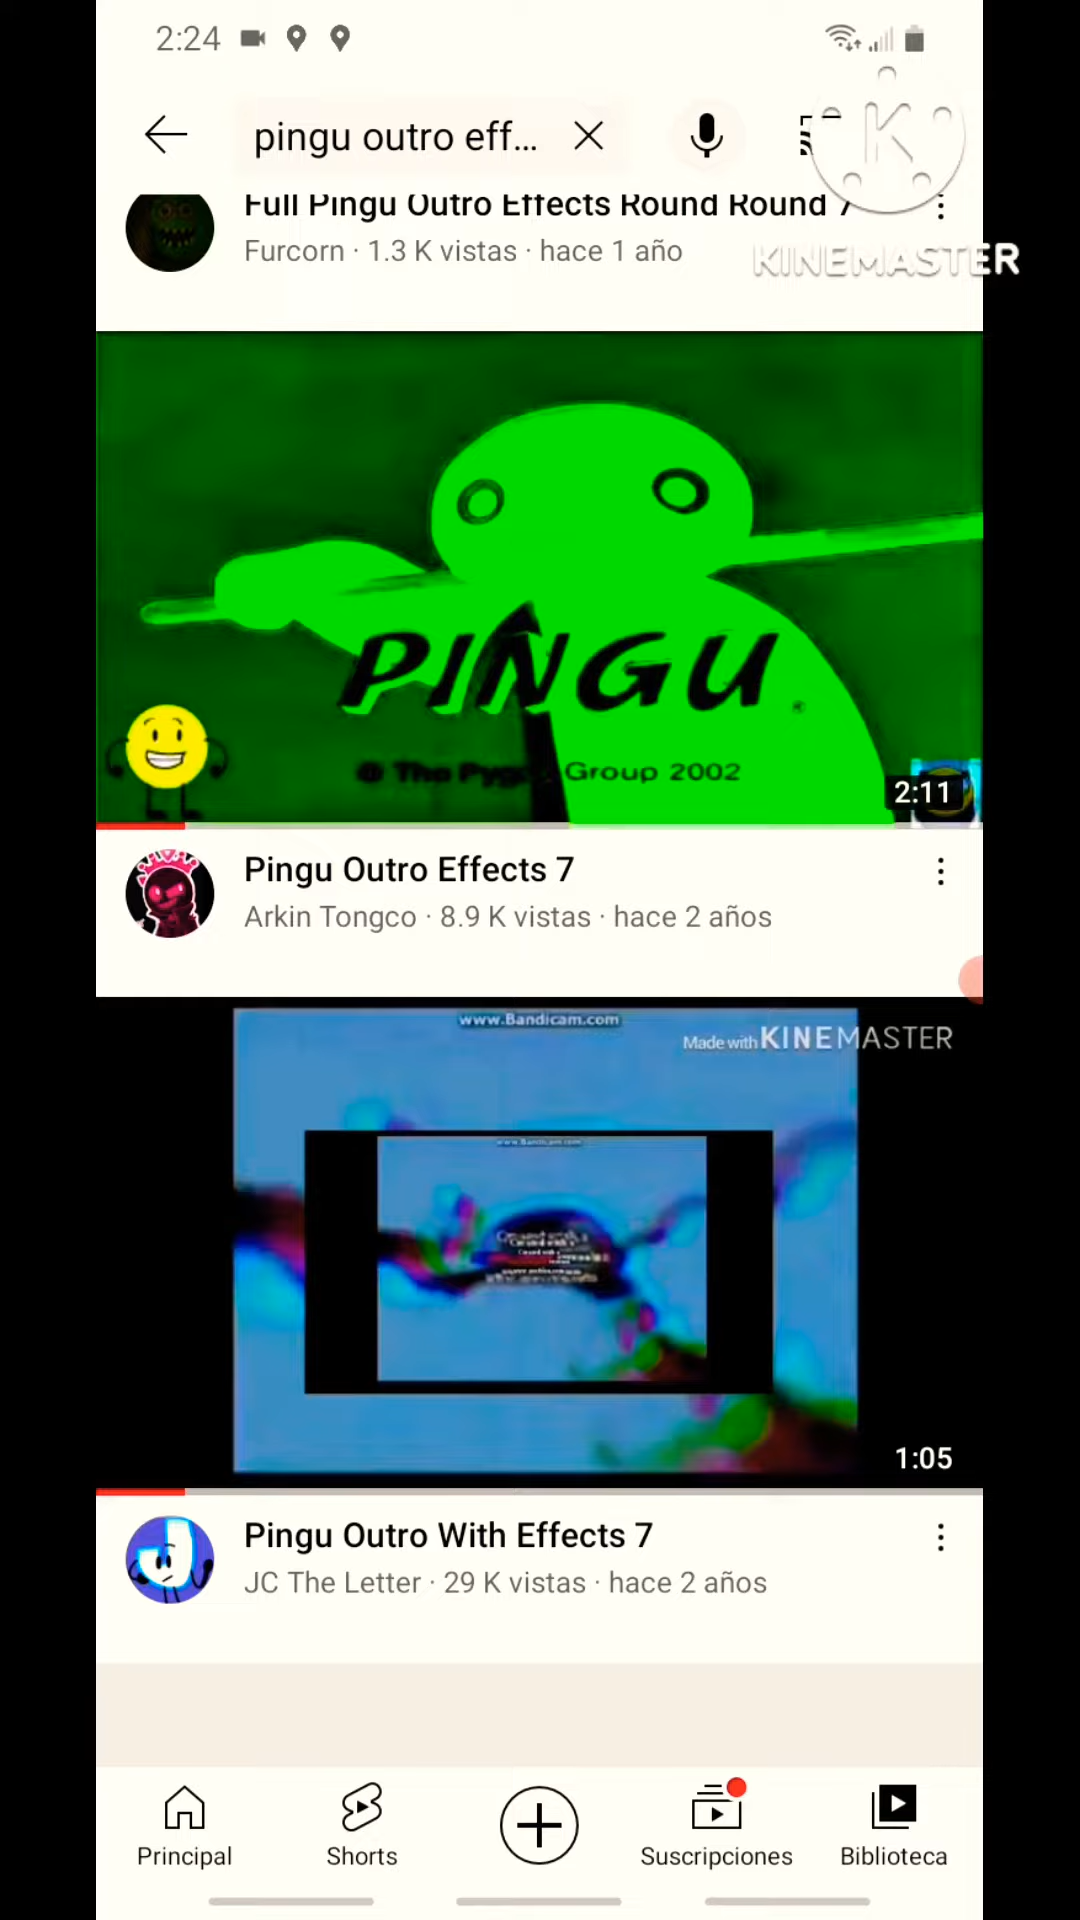 2:24
pingu outro eff...
KINEMASTER
Full Pingu Outro Effects Round Round 7
Furcorn · 1.3 K vistas · hace 1 año
PINGU
Group 2002
2:11
Pingu Outro Effects 7
Arkin Tongco · 8.9 K vistas · hace 2 años
www.Bandicam.com
Made with KINEMASTER
www.Bandicam.com
1:05
Pingu Outro With Effects 7
JC The Letter · 29 K vistas · hace 2 años
Principal
Shorts
Suscripciones
Biblioteca